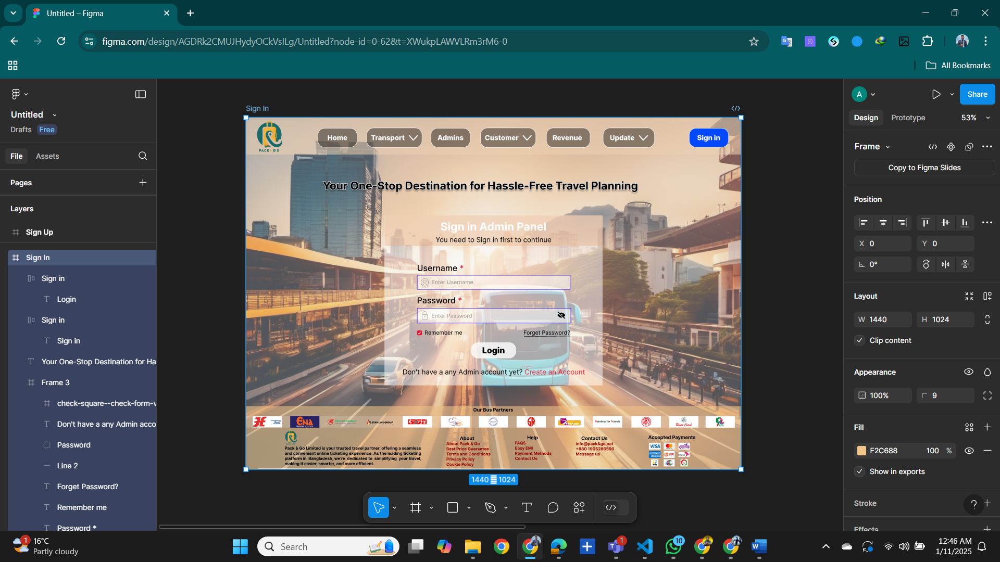 Untitled – Figma
figma.com/design/AGDRk2CMUJHydyOCkVsILg/Untitled?node-id=0-62&t=XWukpLAWVLRm3rM6-0
All Bookmarks
Untitled
Drafts Free
File Assets
Pages
Layers
Sign Up
Sign In
Sign in
Login
Sign in
Sign in
Your One-Stop Destination for Ha
Frame 3
check-square--check-form-v
Don't have a any Admin acco
Password
Line 2
Forget Password?
Remember me
Password *
Sign In
PACK GO
Home Transport Admins Customer Revenue Update Sign in
Your One-Stop Destination for Hassle-Free Travel Planning
Sign in Admin Panel
You need to Sign in first to continue
Username *
Enter Username
Password *
Enter Password
Remember me Forget Password?
Login
Don't have a any Admin account yet? Create an Account
Our Bus Partners
ENA
STAR LINE GROUP
Saintmartin Travels
Royal Coach
Pack & Go Limited is your trusted travel partner, offering a seamless
and convenient online ticketing experience. As the leading ticketing
platform in Bangladesh, we're dedicated to simplifying your travel,
making it easier, smarter, and more efficient.
About
About Pack & Go
Best Price Guarantee
Terms and Conditions
Privacy Policy
Cookie Policy
Help
FAQS
Easy EMI
Payment Methods
Contact Us
Contact Us
info@pack&go.net
+880 1905286590
Message us
Accepted Payments
VISA
1440 1024
A Share
Design Prototype 53%
Frame
Copy to Figma Slides
Position
X 0 Y 0
0°
Layout
W 1440 H 1024
Clip content
Appearance
100% 9
Fill
F2C688 100 %
Show in exports
Stroke
?
Effects
1
16°C
Partly cloudy
Search
1
10
12:46 AM
1/11/2025